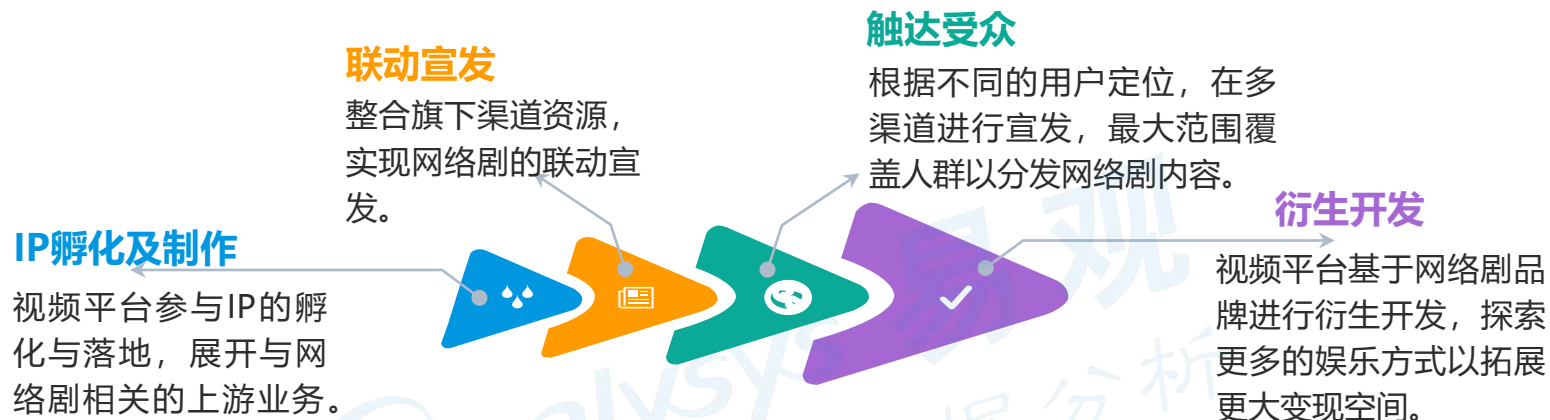 IP孵化及制作
视频平台参与IP的孵
化与落地，展开与网
络剧相关的上游业务。
联动宣发
整合旗下渠道资源，
实现网络剧的联动宣
发。
触达受众
根据不同的用户定位，在多
渠道进行宣发，最大范围覆
盖人群以分发网络剧内容。
衍生开发
视频平台基于网络剧品
牌进行衍生开发，探索
更多的娱乐方式以拓展
更大变现空间。
易观